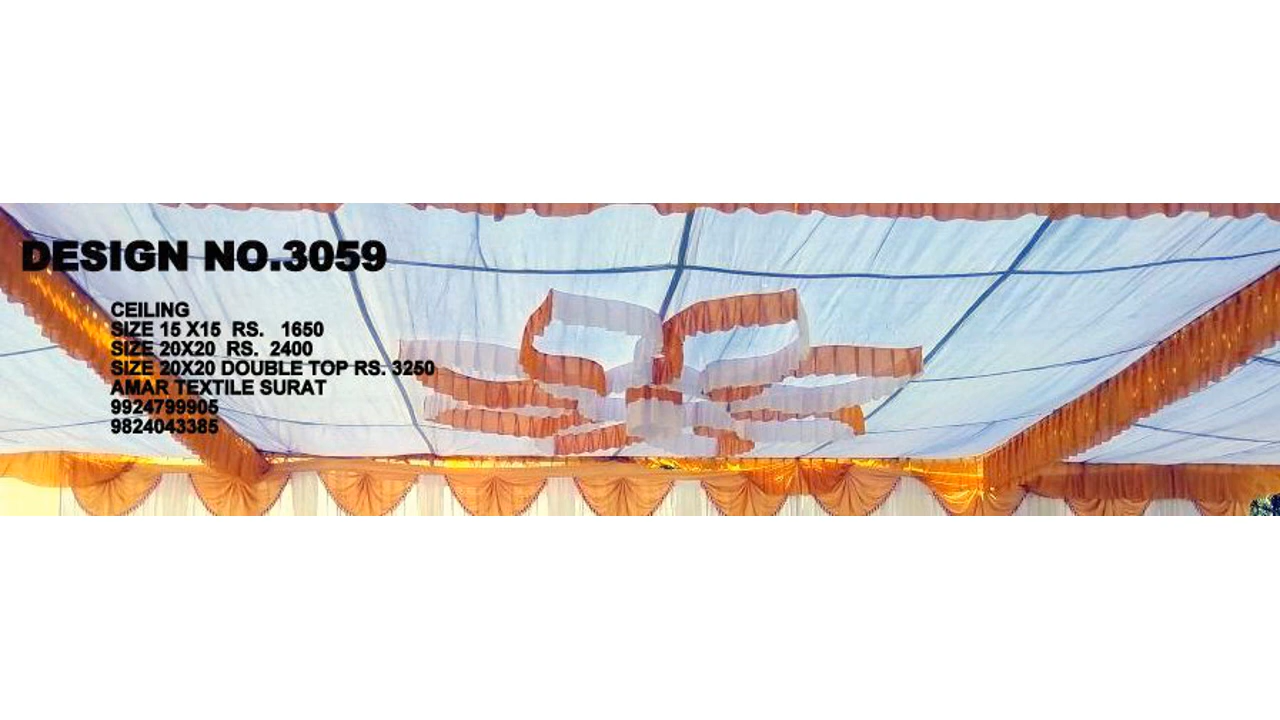 DESIGN NO.3059
CEILING
SIZE 15 X15 RS. 1650
SIZE 20X20 RS. 2400
SIZE 20X20 DOUBLE TOP RS. 3250
AMAR TEXTILE SURAT
9924799905
9824043385